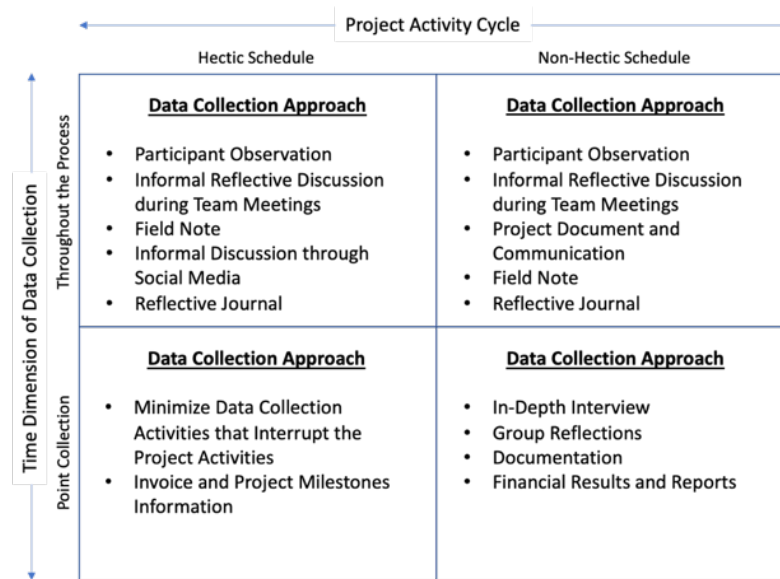 Project Activity Cycle
Hectic Schedule
Non-Hectic Schedule
Time Dimension of Data Collection
Throughout the Process
Data Collection Approach
• Participant Observation
• Informal Reflective Discussion
during Team Meetings
• Field Note
• Informal Discussion through
Social Media
• Reflective Journal
Data Collection Approach
• Participant Observation
• Informal Reflective Discussion
during Team Meetings
• Project Document and
Communication
• Field Note
• Reflective Journal
Point Collection
Data Collection Approach
• Minimize Data Collection
Activities that Interrupt the
Project Activities
• Invoice and Project Milestones
Information
Data Collection Approach
• In-Depth Interview
• Group Reflections
• Documentation
• Financial Results and Reports